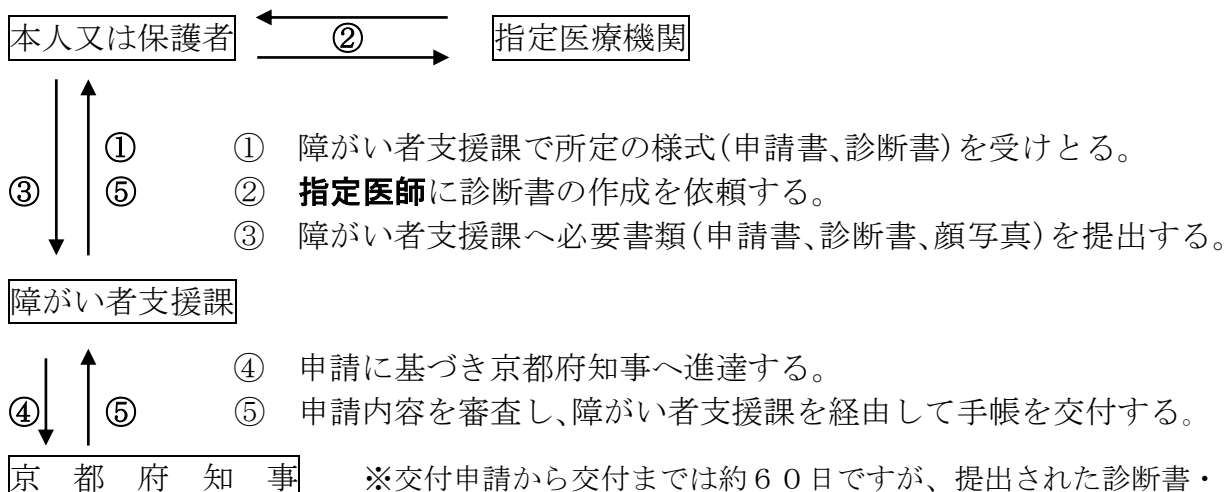 本人又は保護者 ② 指定医療機関
① ① 障がい者支援課で所定の様式(申請書、診断書)を受けとる。
③ ⑤ ② 指定医師に診断書の作成を依頼する。
③ 障がい者支援課へ必要書類(申請書、診断書、顔写真)を提出する。
障がい者支援課
④ 申請に基づき京都府知事へ進達する。
④ ⑤ ⑤ 申請内容を審査し、障がい者支援課を経由して手帳を交付する。
京都府知事 ※交付申請から交付までは約60日ですが、提出された診断書・